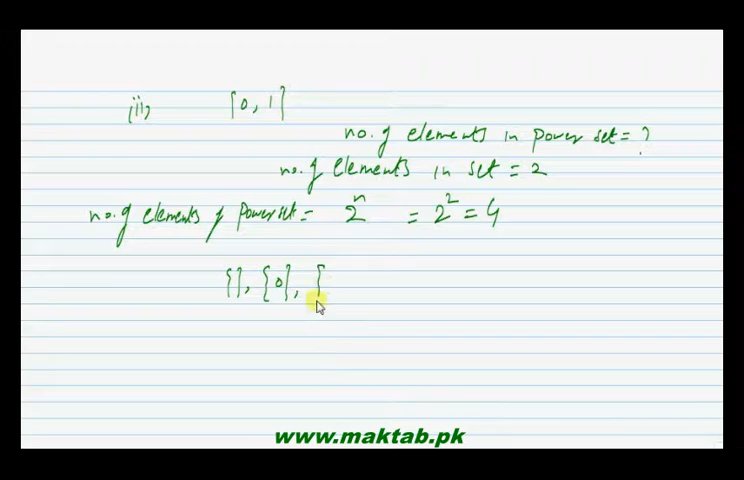 (ii) {0, 1}
no. of elements in power set = ?
no. of elements in set = 2
no. of elements of Power set = 2ⁿ = 2² = 4
{}, {0}, {
www.maktab.pk